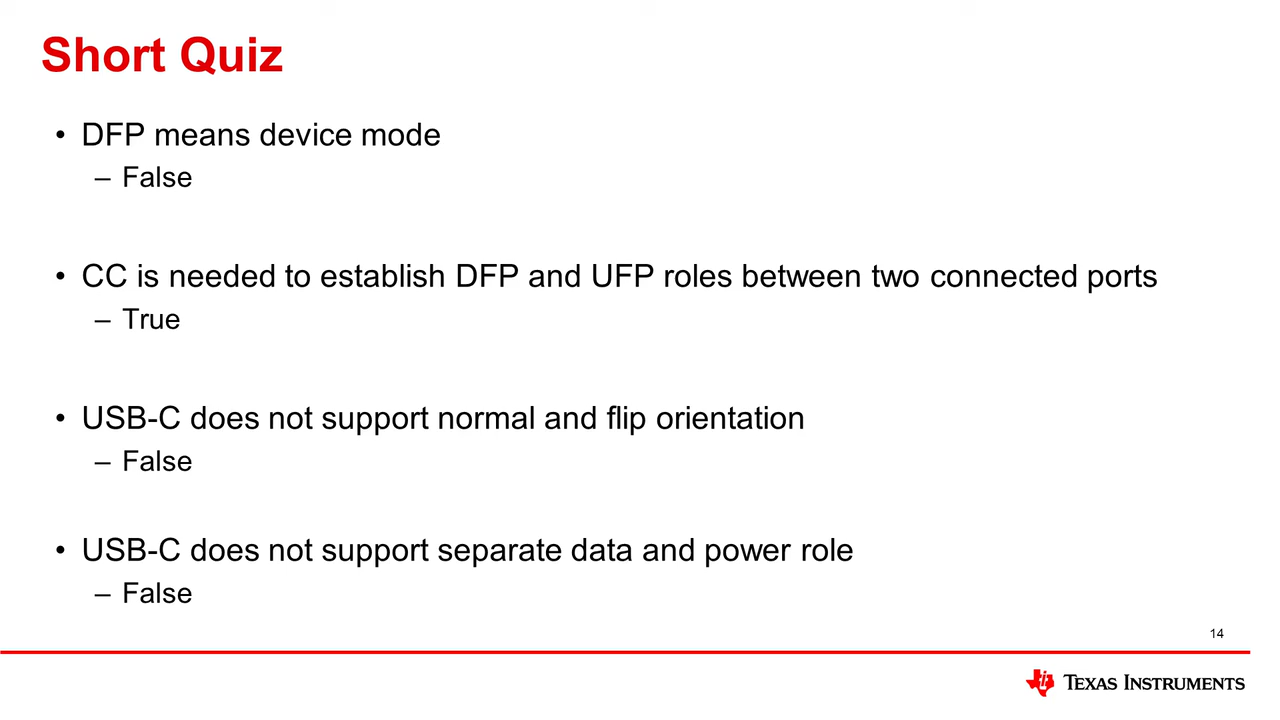 Short Quiz
• DFP means device mode
– False
• CC is needed to establish DFP and UFP roles between two connected ports
– True
• USB-C does not support normal and flip orientation
– False
• USB-C does not support separate data and power role
– False
14
TEXAS INSTRUMENTS